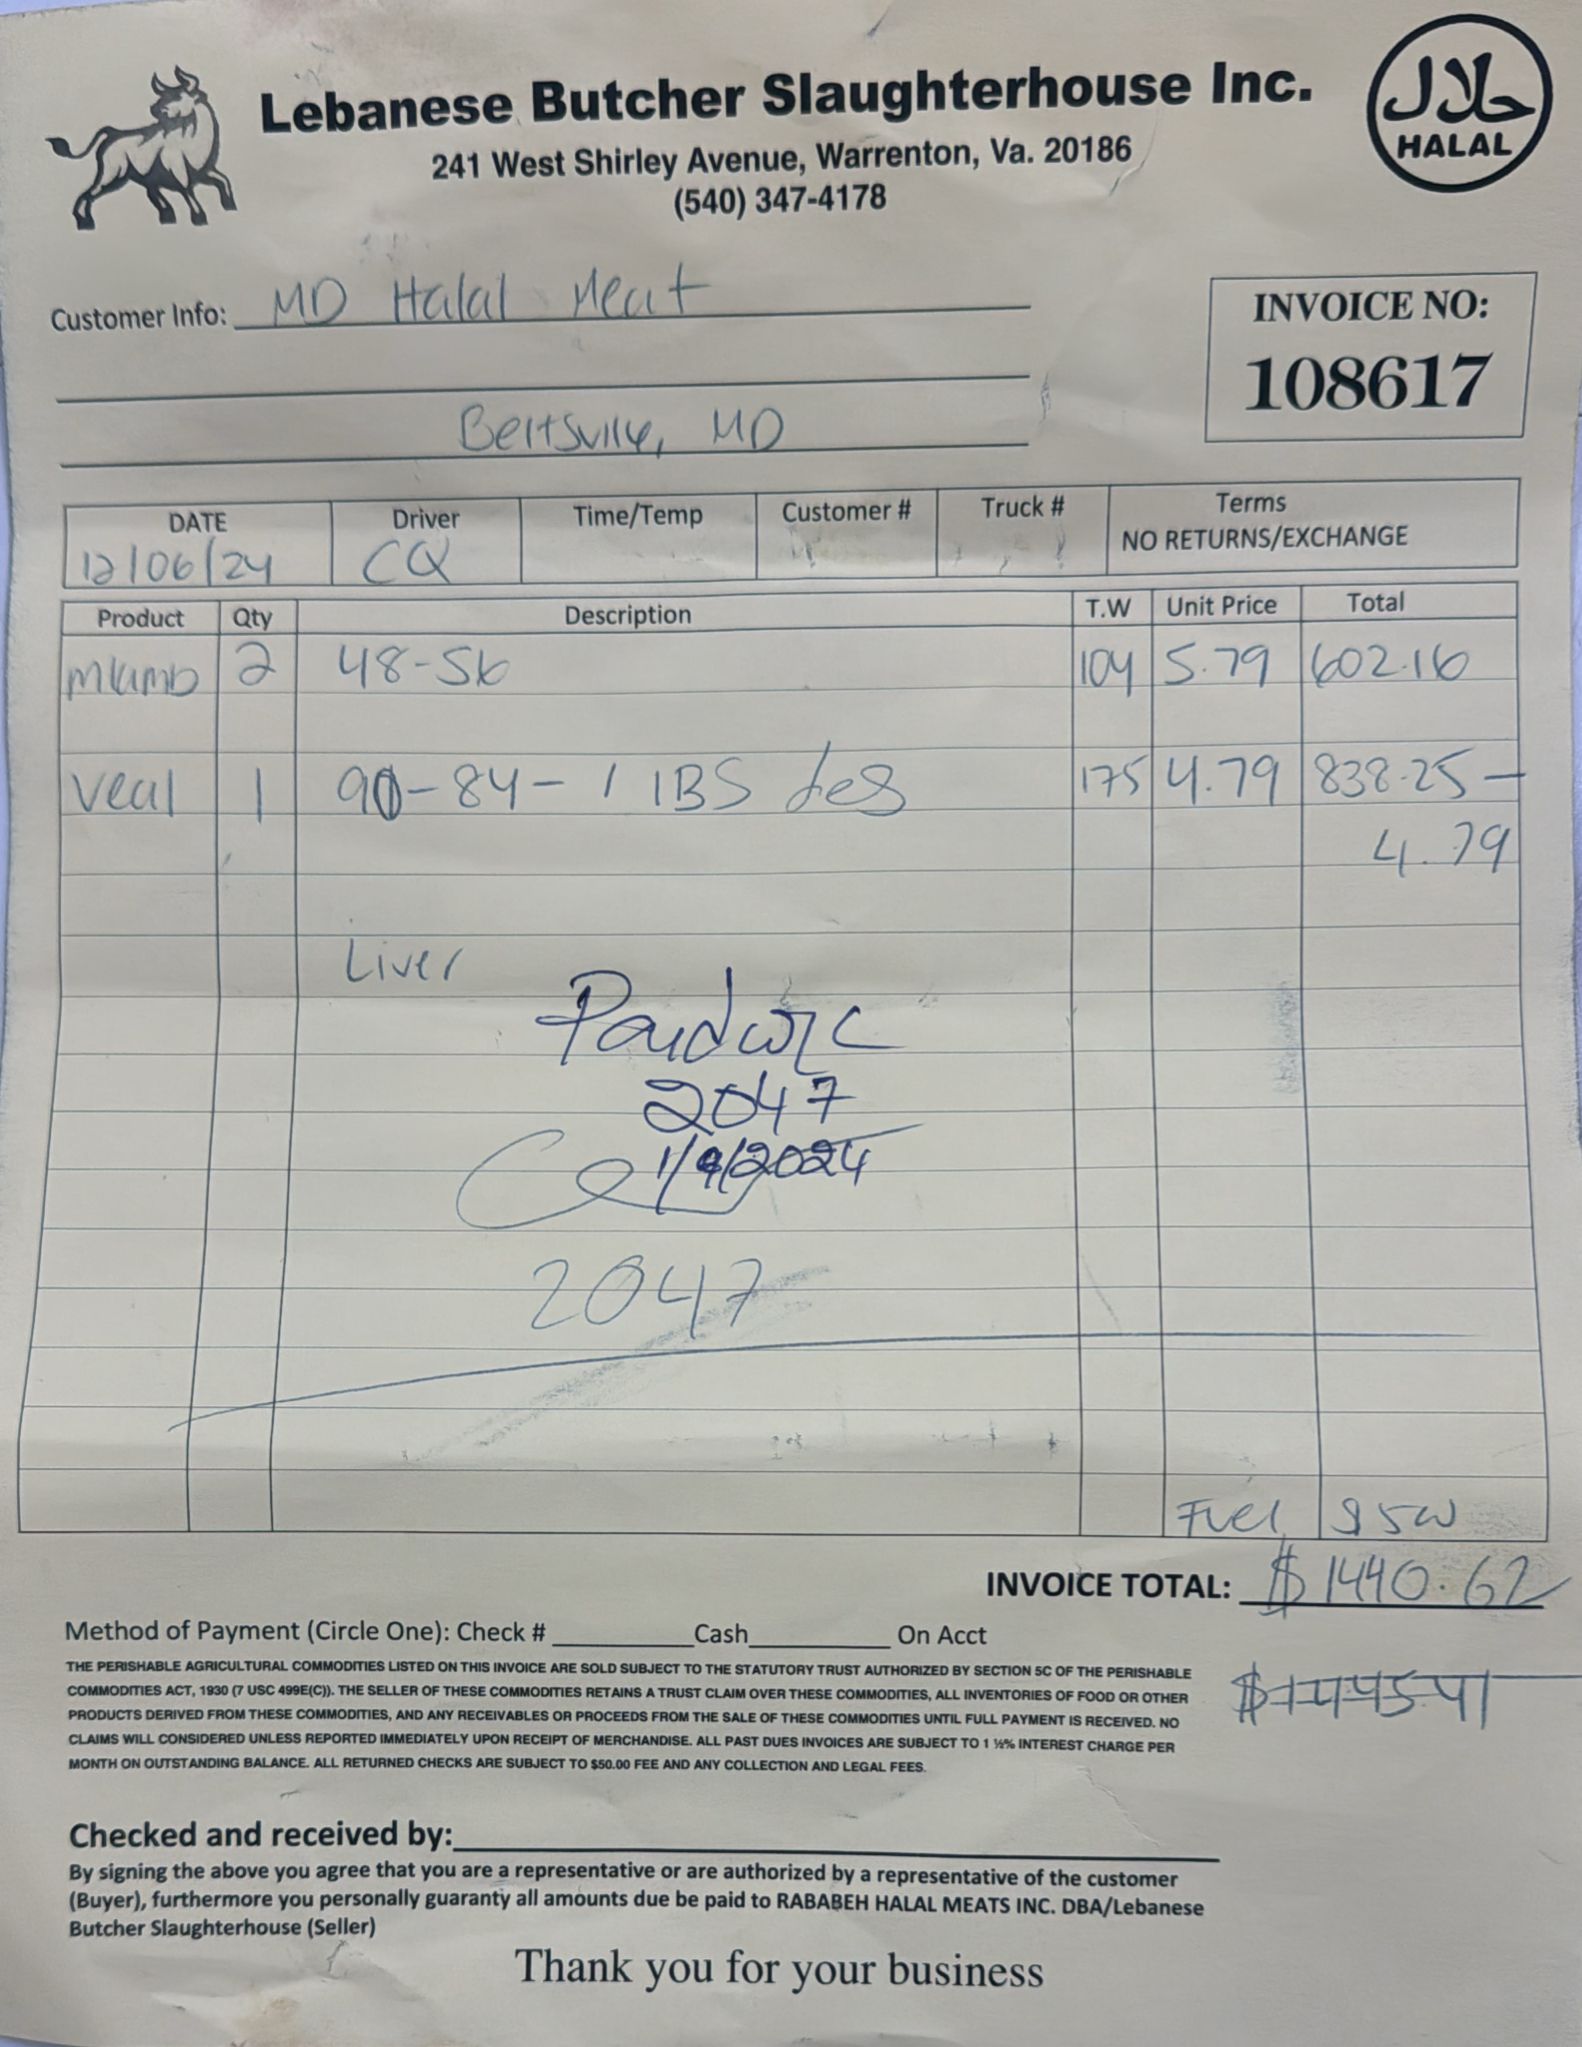 Lebanese Butcher Slaughterhouse Inc.
241 West Shirley Avenue, Warrenton, Va. 20186
(540) 347-4178
حلال
HALAL
Customer Info: MD Halal Meat
Beltsville, MD
INVOICE NO:
108617
DATE Driver Time/Temp Customer # Truck # Terms
12/06/24 CQ NO RETURNS/EXCHANGE
Product Qty Description T.W Unit Price Total
mlamb 2 48-56 104 5.79 602.16
Veal 1 90-84-1 1BS 175 4.79 838.25 -
4.79
Liver
Paid
2047
2024
2047
Fuel $5
INVOICE TOTAL: $1440.62
Method of Payment (Circle One): Check # Cash On Acct
$1445.41
THE PERISHABLE AGRICULTURAL COMMODITIES LISTED ON THIS INVOICE ARE SOLD SUBJECT TO THE STATUTORY TRUST AUTHORIZED BY SECTION 5C OF THE PERISHABLE
COMMODITIES ACT, 1930 (7 USC 499E(C)). THE SELLER OF THESE COMMODITIES RETAINS A TRUST CLAIM OVER THESE COMMODITIES, ALL INVENTORIES OF FOOD OR OTHER
PRODUCTS DERIVED FROM THESE COMMODITIES, AND ANY RECEIVABLES OR PROCEEDS FROM THE SALE OF THESE COMMODITIES UNTIL FULL PAYMENT IS RECEIVED. NO
CLAIMS WILL CONSIDERED UNLESS REPORTED IMMEDIATELY UPON RECEIPT OF MERCHANDISE. ALL PAST DUES INVOICES ARE SUBJECT TO 1 ½% INTEREST CHARGE PER
MONTH ON OUTSTANDING BALANCE. ALL RETURNED CHECKS ARE SUBJECT TO $50.00 FEE AND ANY COLLECTION AND LEGAL FEES.
Checked and received by:
By signing the above you agree that you are a representative or are authorized by a representative of the customer
(Buyer), furthermore you personally guaranty all amounts due be paid to RABABEH HALAL MEATS INC. DBA/Lebanese
Butcher Slaughterhouse (Seller)
Thank you for your business